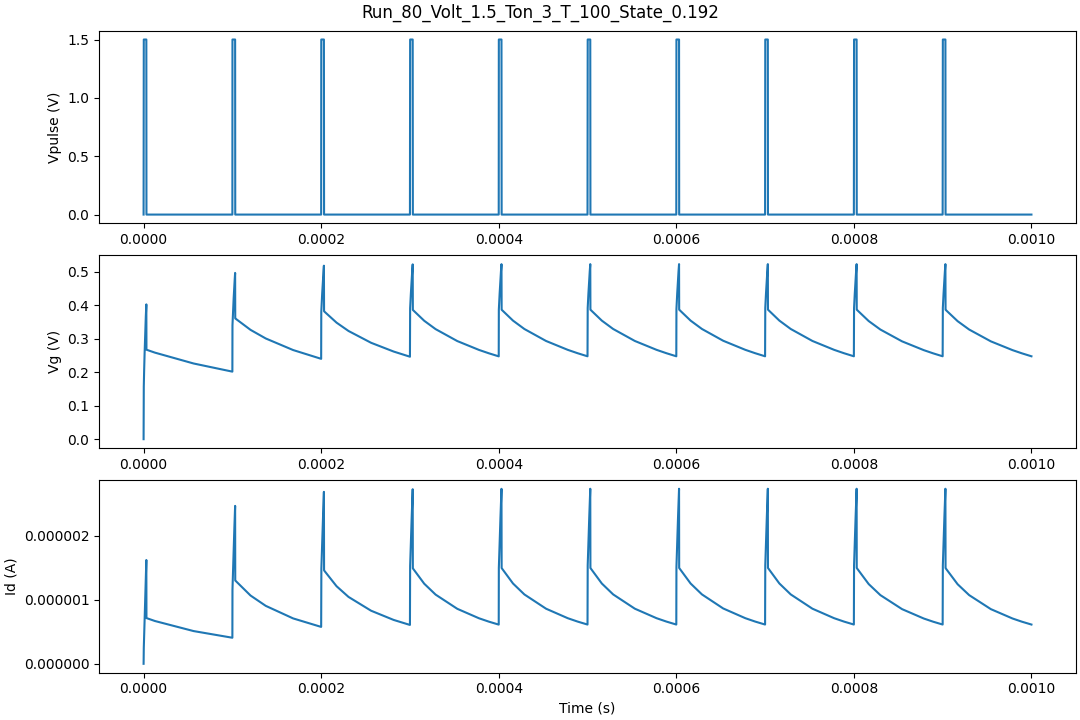 Run_80_Volt_1.5_Ton_3_T_100_State_0.192
Vpulse (V)
1.5
1.0
0.5
0.0
0.0000 0.0002 0.0004 0.0006 0.0008 0.0010
Vg (V)
0.5
0.4
0.3
0.2
0.1
0.0
0.0000 0.0002 0.0004 0.0006 0.0008 0.0010
Id (A)
0.000002
0.000001
0.000000
0.0000 0.0002 0.0004 0.0006 0.0008 0.0010
Time (s)